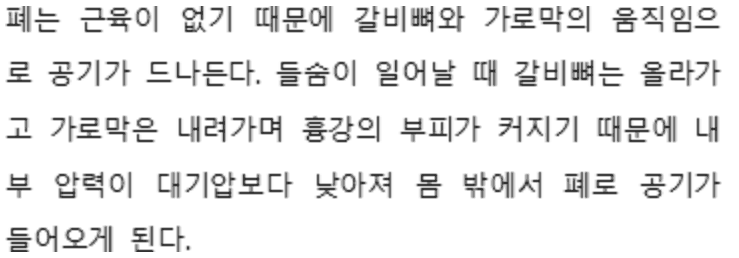 폐는 근육이 없기 때문에 갈비뼈와 가로막의 움직임으
로 공기가 드나든다. 들숨이 일어날 때 갈비뼈는 올라가
고 가로막은 내려가며 흉강의 부피가 커지기 때문에 내
부 압력이 대기압보다 낮아져 몸 밖에서 폐로 공기가
들어오게 된다.